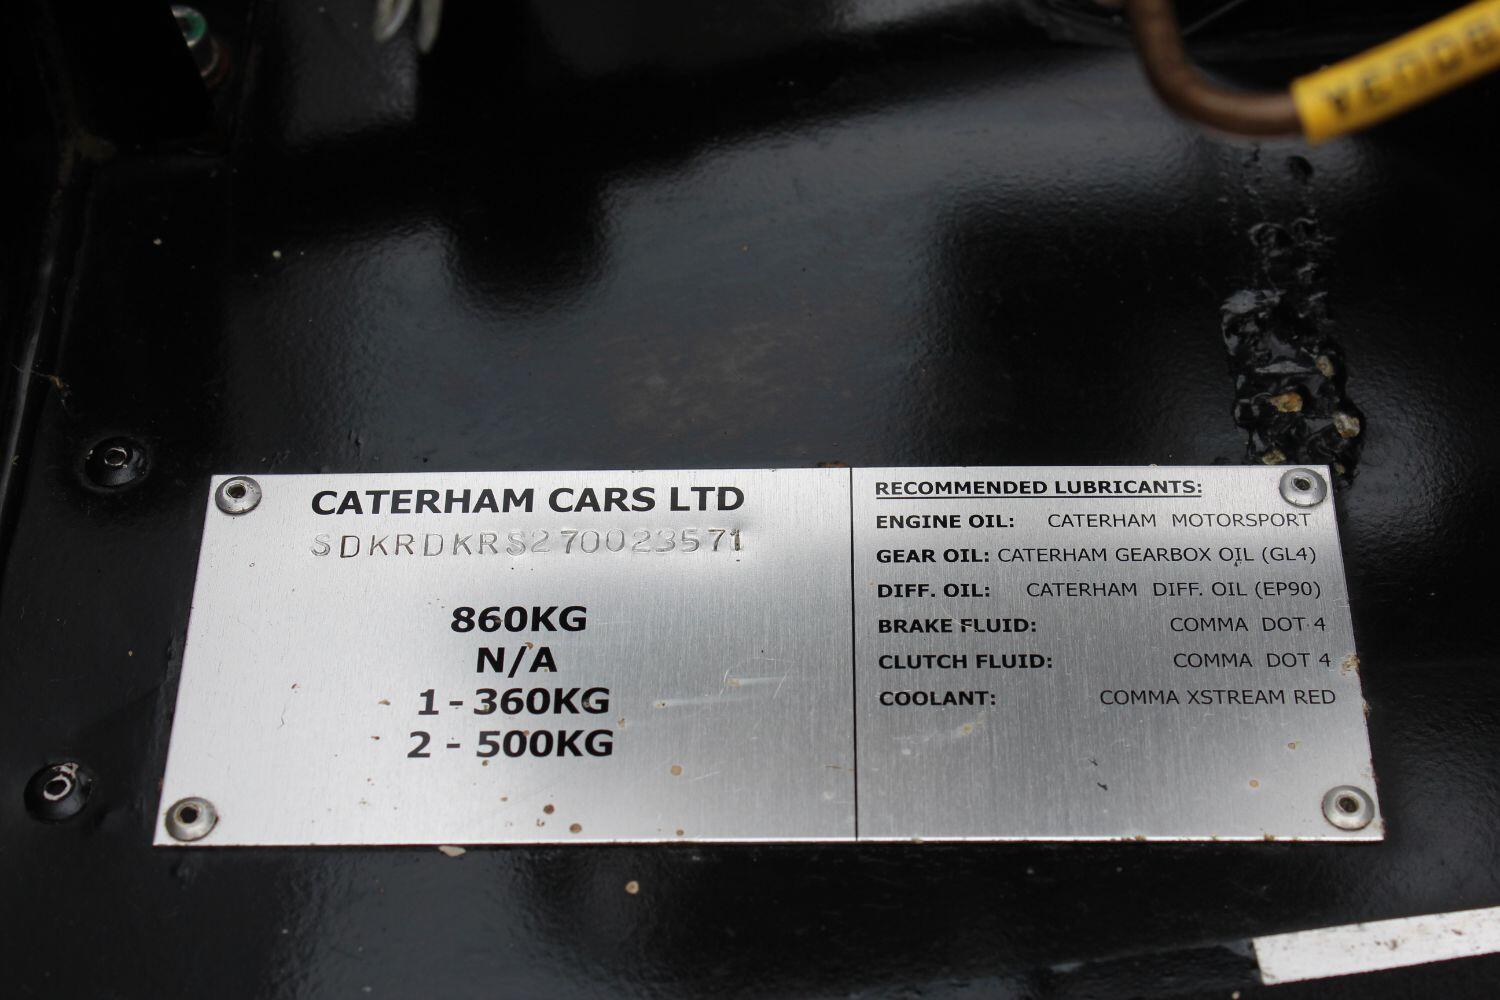 CATERHAM CARS LTD
SDKRDKRS270023571
860KG
N/A
1 - 360KG
2 - 500KG
RECOMMENDED LUBRICANTS:
ENGINE OIL: CATERHAM MOTORSPORT
GEAR OIL: CATERHAM GEARBOX OIL (GL4)
DIFF. OIL: CATERHAM DIFF. OIL (EP90)
BRAKE FLUID: COMMA DOT 4
CLUTCH FLUID: COMMA DOT 4
COOLANT: COMMA XSTREAM RED